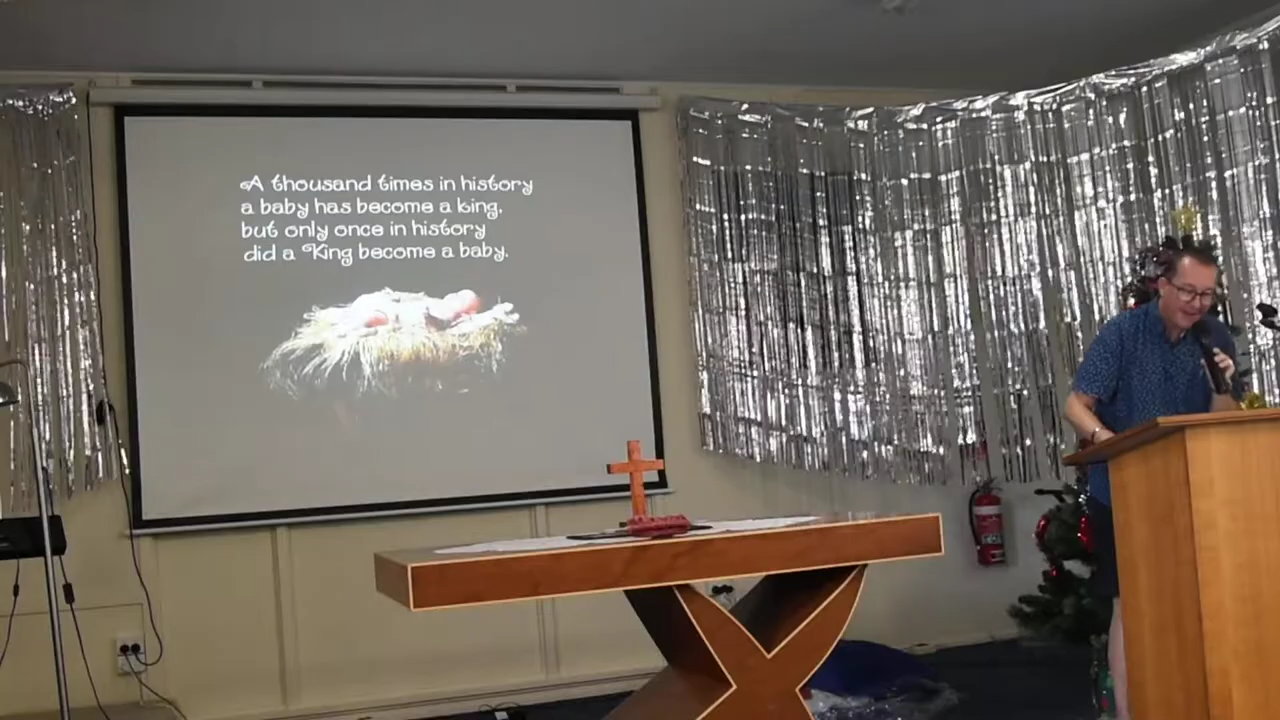 A thousand times in history
a baby has become a king,
but only once in history
did a King become a baby.